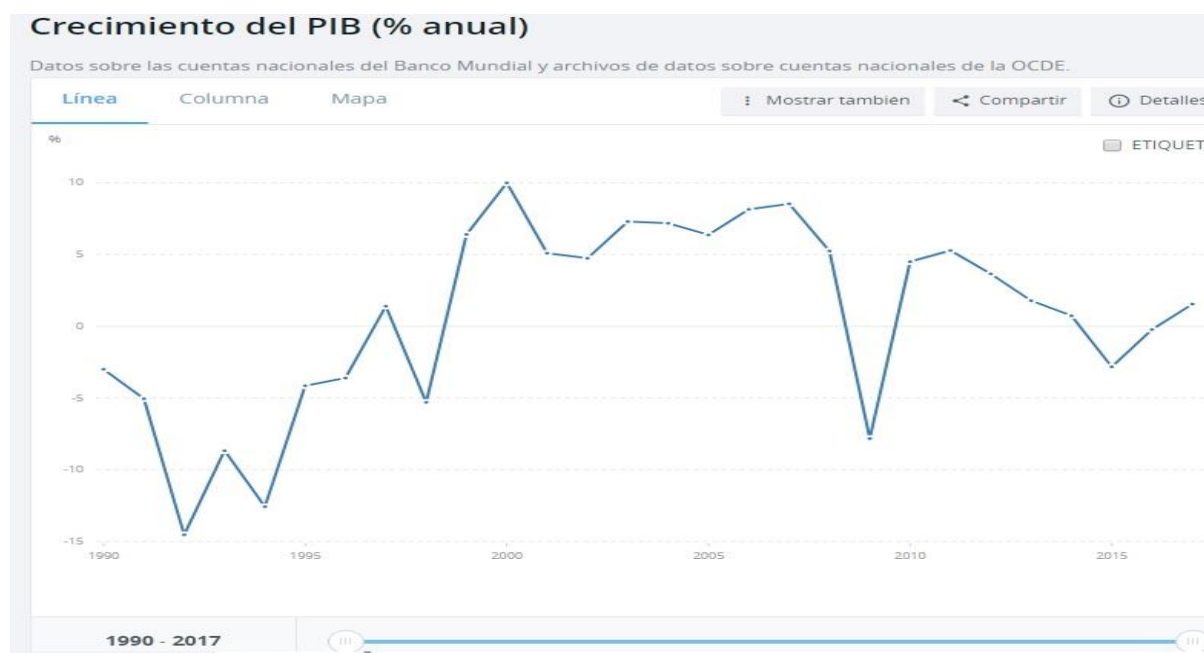 Crecimiento del PIB (% anual)
Datos sobre las cuentas nacionales del Banco Mundial y archivos de datos sobre cuentas nacionales de la OCDE.
Línea Columna Mapa Mostrar también Compartir Detalles
%
ETIQUET
10
5
0
-5
-10
-15
1990 1995 2000 2005 2010 2015
1990 - 2017